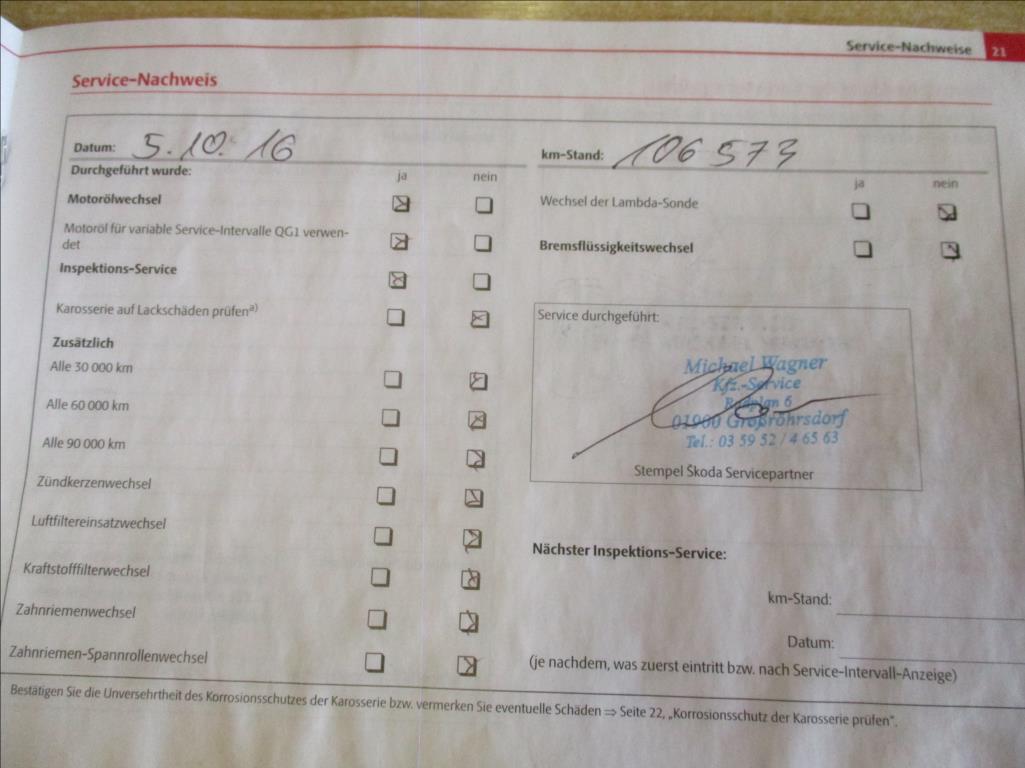 Service-Nachweise 21
Service-Nachweis
Datum: 5.10.16
km-Stand: 106 573
Durchgeführt wurde: ja nein
Motorölwechsel
Motoröl für variable Service-Intervalle QG1 verwen-
det
Inspektions-Service
Karosserie auf Lackschäden prüfen a)
Zusätzlich
Alle 30 000 km
Alle 60 000 km
Alle 90 000 km
Zündkerzenwechsel
Luftfiltereinsatzwechsel
Kraftstofffilterwechsel
Zahnriemenwechsel
Zahnriemen-Spannrollenwechsel
ja nein
Wechsel der Lambda-Sonde
Bremsflüssigkeitswechsel
Service durchgeführt:
Michael Wagner
Kfz.-Service
6
01900 Großröhrsdorf
Tel.: 03 59 52 / 4 65 63
Stempel Škoda Servicepartner
Nächster Inspektions-Service:
km-Stand:
Datum:
(je nachdem, was zuerst eintritt bzw. nach Service-Intervall-Anzeige)
Bestätigen Sie die Unversehrtheit des Korrosionsschutzes der Karosserie bzw. vermerken Sie eventuelle Schäden ⇒ Seite 22, „Korrosionsschutz der Karosserie prüfen“.